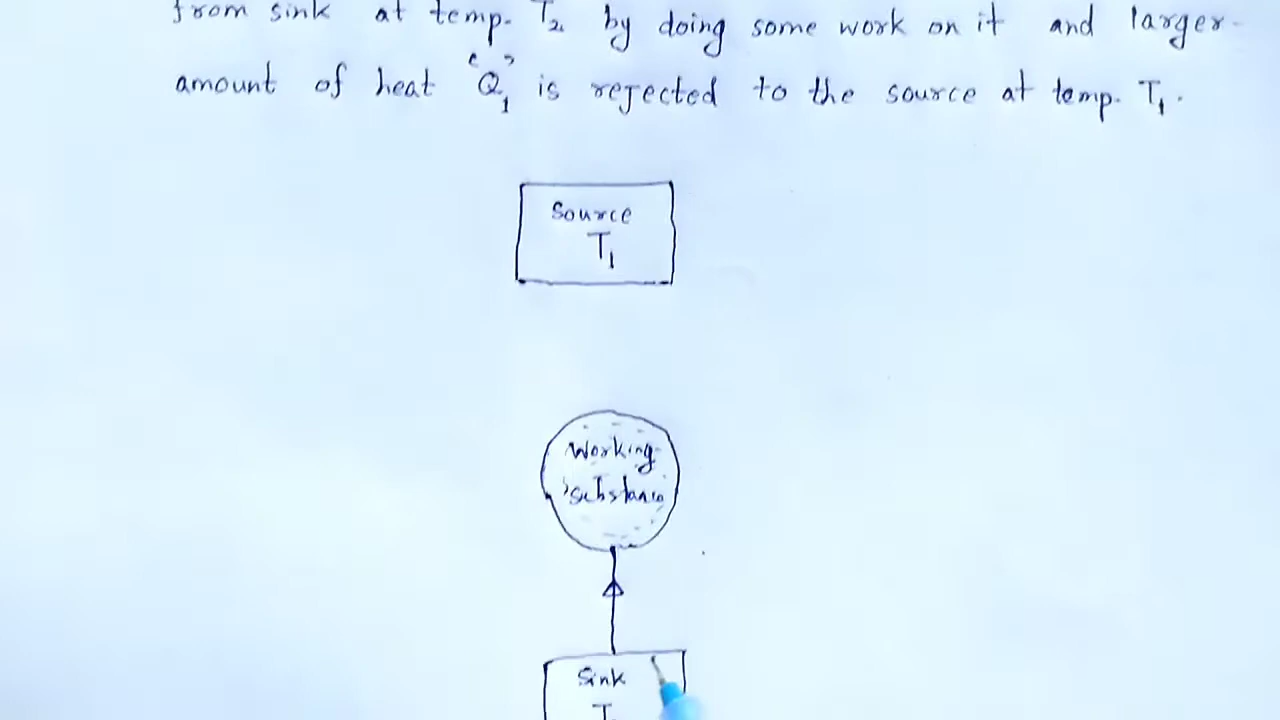 from sink at temp. T₂ by doing some work on it and larger
amount of heat 'Q₁' is rejected to the source at temp. T₁.
Source
T₁
Working
substance
Sink
T